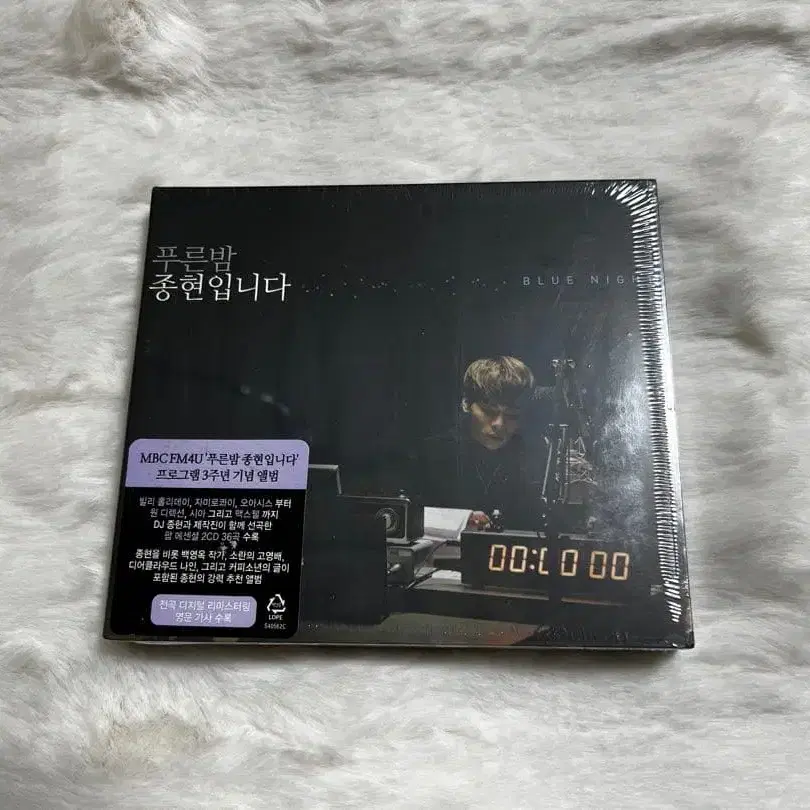 푸른밤
종현입니다
BLUE NIGH
MBC FM4U '푸른밤 종현입니다'
프로그램 3주년 기념 앨범
빌리 홀리데이, 자미로콰이, 오아시스 부터
원 디렉션, 시아 그리고 맥스웰 까지
DJ 종현과 제작진이 함께 선곡한
팝 에센셜 2CD 36곡 수록
종현을 비롯 백영옥 작가, 소란의 고영배,
디어클라우드 나인, 그리고 커피소년의 글이
포함된 종현의 강력 추천 앨범
전곡 디지털 리마스터링
영문 가사 수록
LDPE
00:00 00